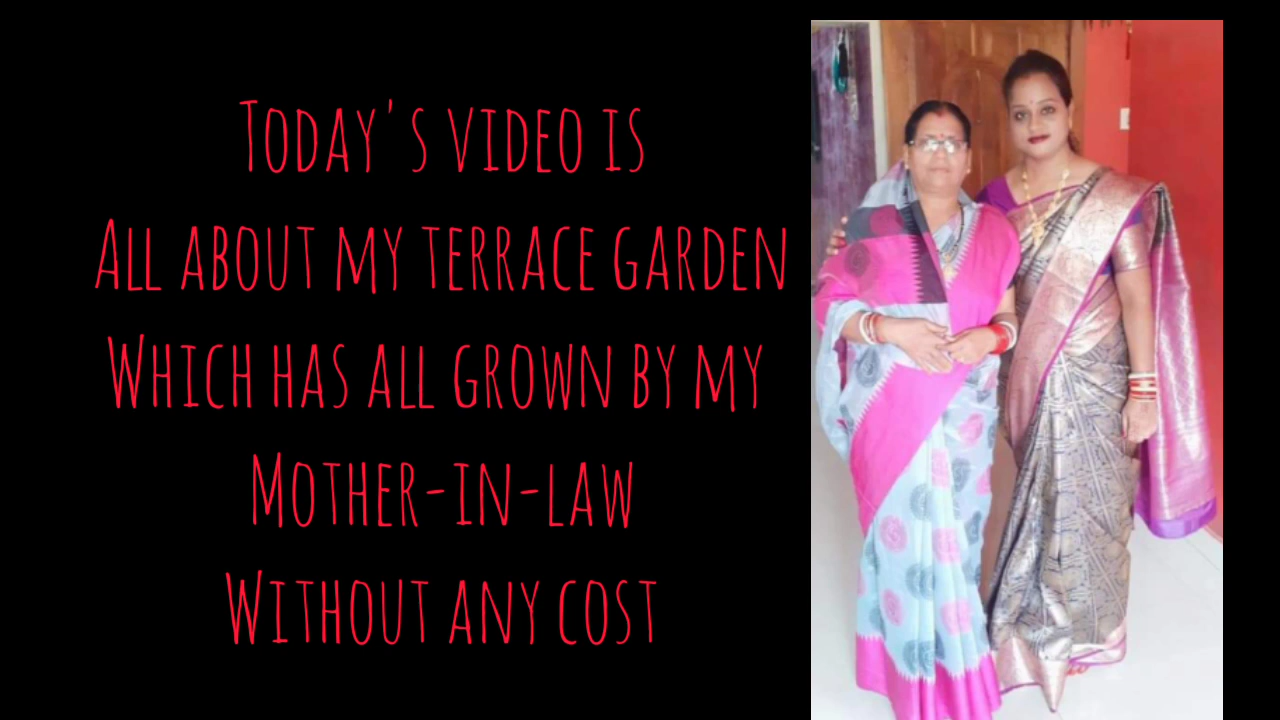 Today's video is
All about my terrace garden
Which has all grown by my
Mother-in-law
Without any cost